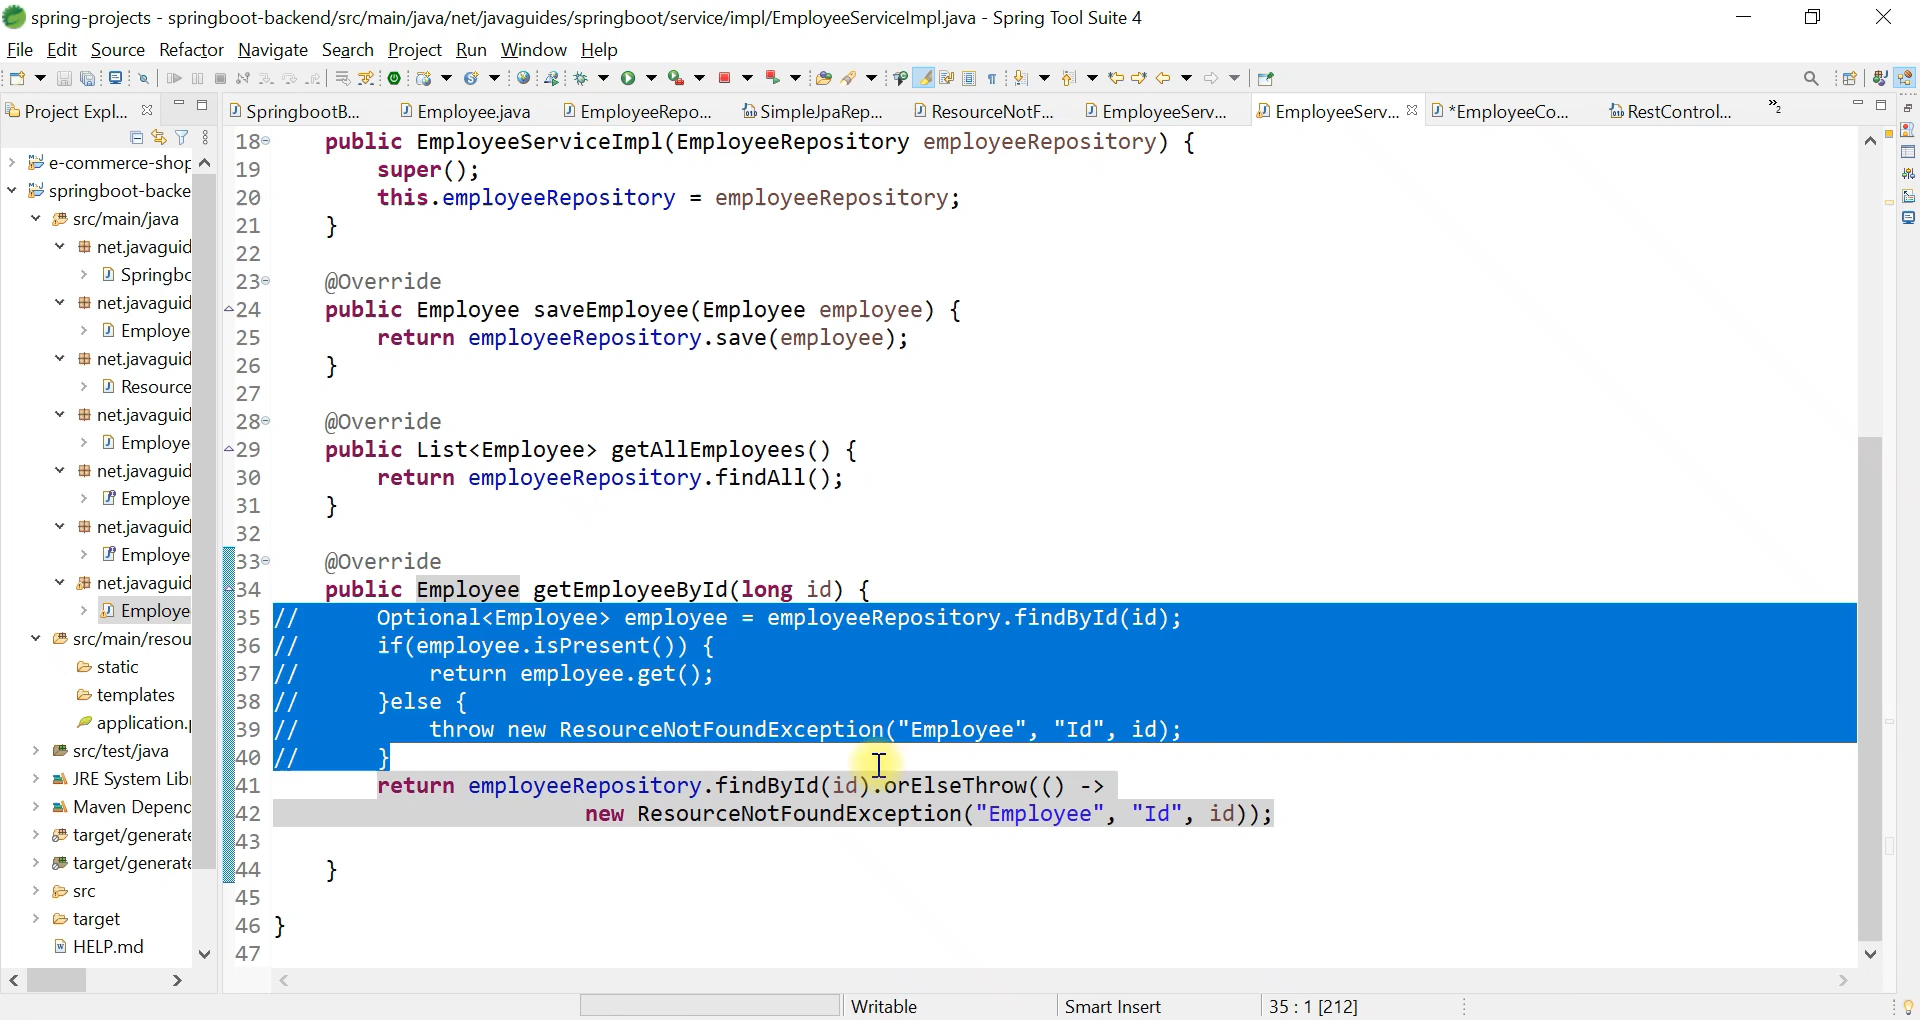 spring-projects - springboot-backend/src/main/java/net/javaguides/springboot/service/impl/EmployeeServiceImpl.java - Spring Tool Suite 4
File Edit Source Refactor Navigate Search Project Run Window Help
Project Expl...
SpringbootB... Employee.java EmployeeRepo... SimpleJpaRep... ResourceNotF... EmployeeServ... EmployeeServ... *EmployeeCo... RestControl... »2
e-commerce-shop
springboot-backe
src/main/java
net.javaguid
Springbo
net.javaguid
Employe
net.javaguid
Resource
net.javaguid
Employe
net.javaguid
Employe
net.javaguid
Employe
net.javaguid
Employe
src/main/resou
static
templates
application.p
src/test/java
JRE System Lib
Maven Depend
target/generate
target/generate
src
target
HELP.md
18 public EmployeeServiceImpl(EmployeeRepository employeeRepository) {
19 super();
20 this.employeeRepository = employeeRepository;
21 }
22
23 @Override
24 public Employee saveEmployee(Employee employee) {
25 return employeeRepository.save(employee);
26 }
27
28 @Override
29 public List<Employee> getAllEmployees() {
30 return employeeRepository.findAll();
31 }
32
33 @Override
34 public Employee getEmployeeById(long id) {
35 // Optional<Employee> employee = employeeRepository.findById(id);
36 // if(employee.isPresent()) {
37 // return employee.get();
38 // }else {
39 // throw new ResourceNotFoundException("Employee", "Id", id);
40 // }
41 return employeeRepository.findById(id).orElseThrow(() ->
42 new ResourceNotFoundException("Employee", "Id", id));
43
44 }
45
46 }
47
Writable Smart Insert 35 : 1 [212]